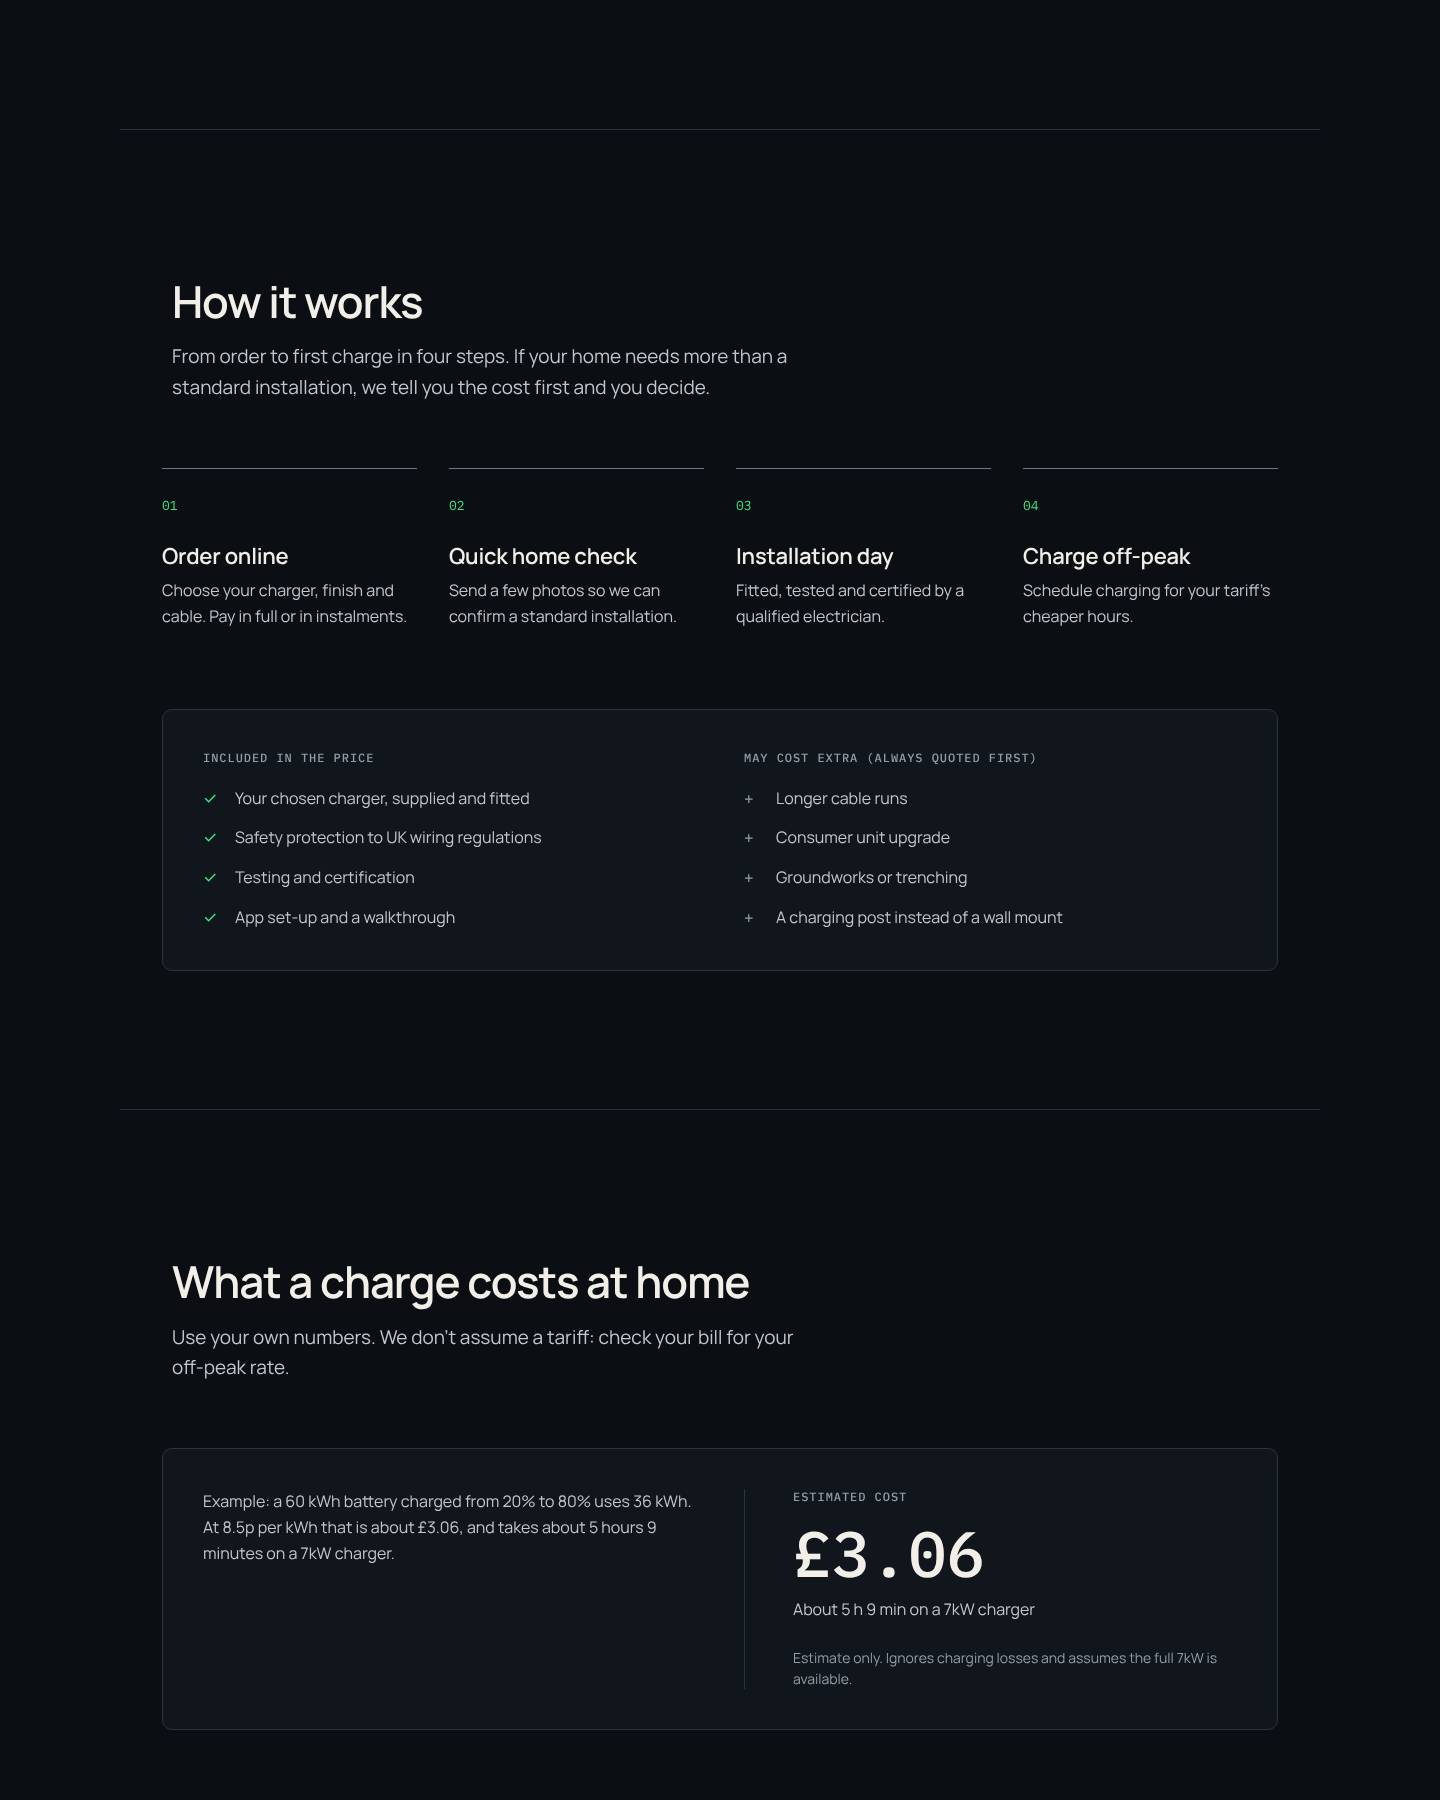 How it works
From order to first charge in four steps. If your home needs more than a
standard installation, we tell you the cost first and you decide.
01
Order online
Choose your charger, finish and
cable. Pay in full or in instalments.
02
Quick home check
Send a few photos so we can
confirm a standard installation.
03
Installation day
Fitted, tested and certified by a
qualified electrician.
04
Charge off-peak
Schedule charging for your tariff’s
cheaper hours.
INCLUDED IN THE PRICE
✓ Your chosen charger, supplied and fitted
✓ Safety protection to UK wiring regulations
✓ Testing and certification
✓ App set-up and a walkthrough
MAY COST EXTRA (ALWAYS QUOTED FIRST)
+ Longer cable runs
+ Consumer unit upgrade
+ Groundworks or trenching
+ A charging post instead of a wall mount
What a charge costs at home
Use your own numbers. We don’t assume a tariff: check your bill for your
off-peak rate.
Example: a 60 kWh battery charged from 20% to 80% uses 36 kWh.
At 8.5p per kWh that is about £3.06, and takes about 5 hours 9
minutes on a 7kW charger.
ESTIMATED COST
£3.06
About 5 h 9 min on a 7kW charger
Estimate only. Ignores charging losses and assumes the full 7kW is
available.